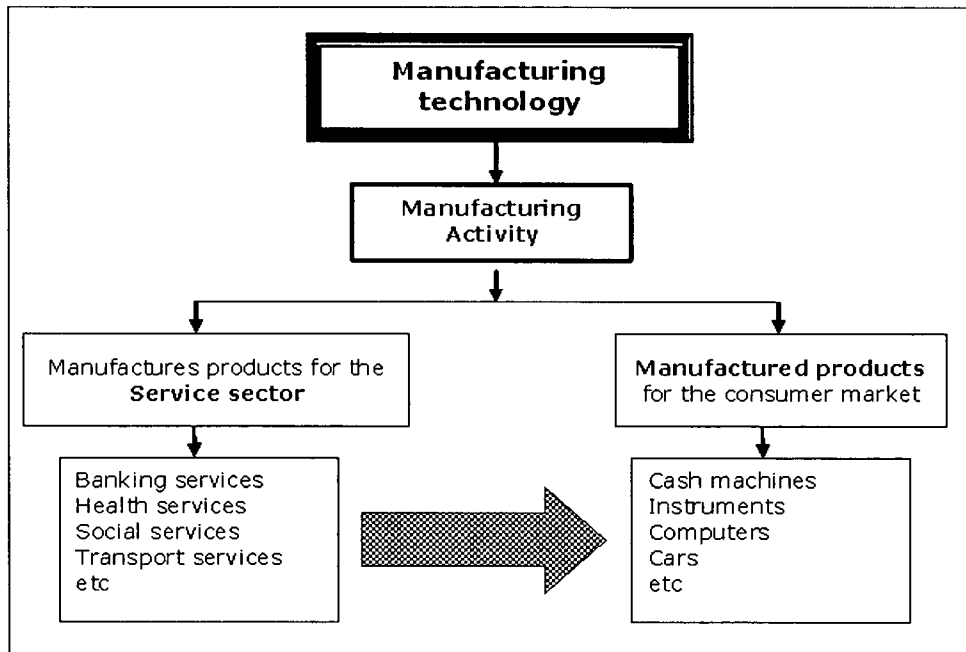 Manufacturing
technology
Manufacturing
Activity
Manufactures products for the
Service sector
Manufactured products
for the consumer market
Banking services
Health services
Social services
Transport services
etc
Cash machines
Instruments
Computers
Cars
etc